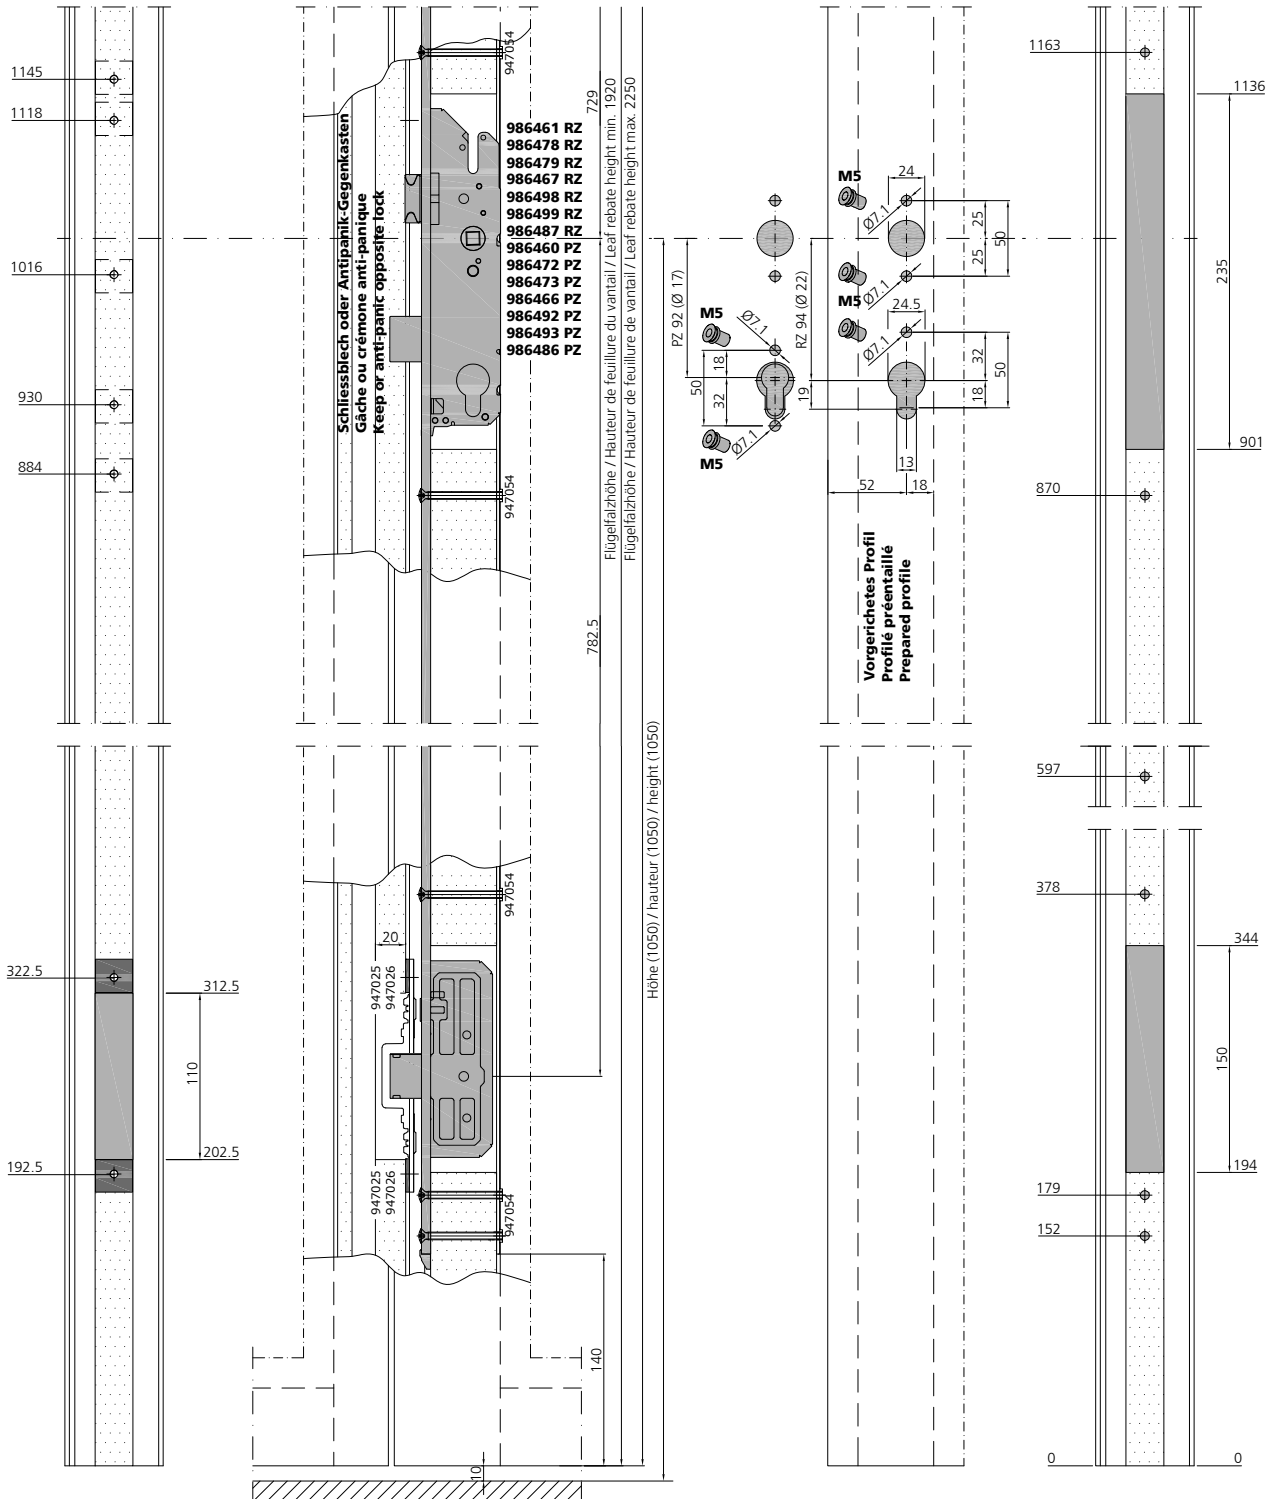 1145
1118
1016
930
884
322.5
312.5
110
202.5
192.5
Schliessblech oder Antipanik-Gegenkasten
Gâche ou crémone anti-panique
Keep or anti-panic opposite lock
947054
986461 RZ
986478 RZ
986479 RZ
986467 RZ
986498 RZ
986499 RZ
986487 RZ
986460 PZ
986472 PZ
986473 PZ
986466 PZ
986492 PZ
986493 PZ
986486 PZ
947054
947054
20
947025
947026
947025
947026
947054
140
10
729
782.5
Flügelfalzhöhe / Hauteur de feuillure du vantail / Leaf rebate height min. 1920
Flügelfalzhöhe / Hauteur de feuillure de vantail / Leaf rebate height max. 2250
Höhe (1050) / hauteur (1050) / height (1050)
PZ 92 (Ø 17)
M5
Ø7.1
18
50
32
M5
Ø7.1
RZ 94 (Ø 22)
19
M5
24
Ø7.1
25
50
25
M5
Ø7.1
24.5
M5
Ø7.1
32
50
18
13
52
18
Vorgerichetes Profil
Profilé préentaillé
Prepared profile
1163
1136
235
901
870
597
378
344
150
194
179
152
0
0